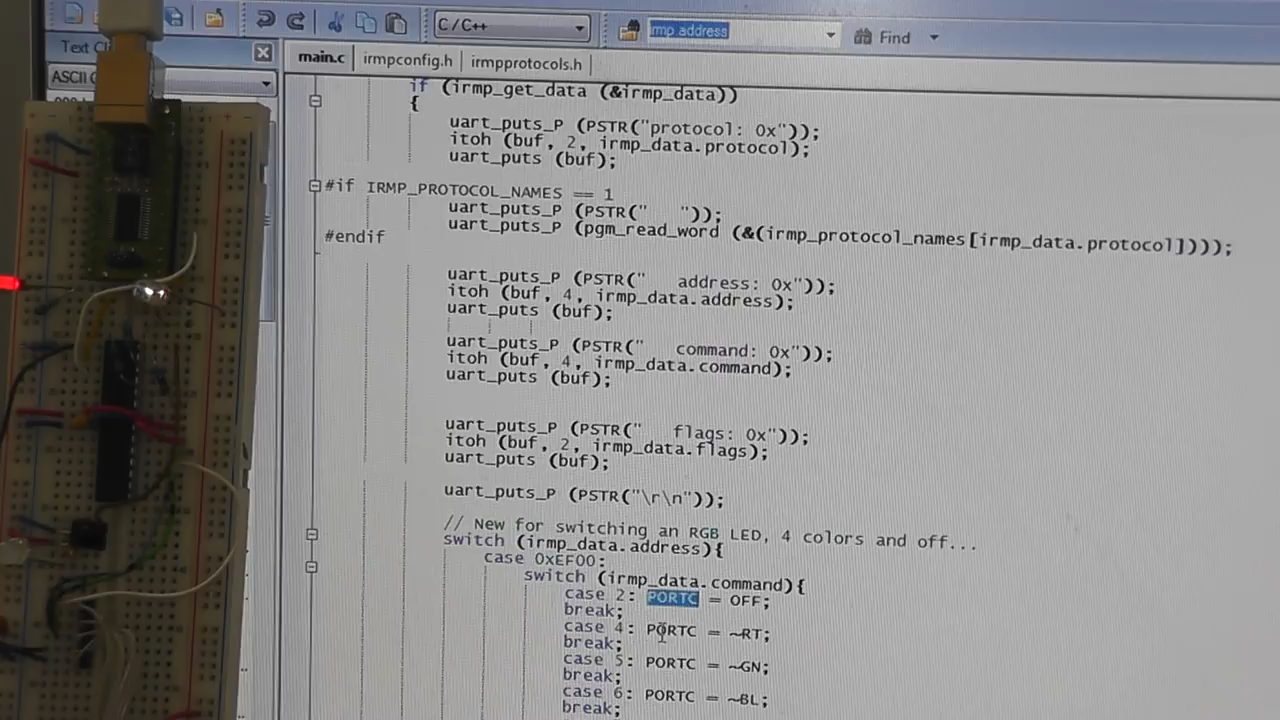 C / C++
irmp address
Find
Text Cl
ASCII
main.c
irmpconfig.h
irmpprotocols.h
if (irmp_get_data (&irmp_data))
{
uart_puts_P (PSTR("protocol: 0x"));
itoh (buf, 2, irmp_data.protocol);
uart_puts (buf);
#if IRMP_PROTOCOL_NAMES == 1
uart_puts_P (PSTR("   "));
uart_puts_P (pgm_read_word (&(irmp_protocol_names[irmp_data.protocol])));
#endif
uart_puts_P (PSTR("   address: 0x"));
itoh (buf, 4, irmp_data.address);
uart_puts (buf);
uart_puts_P (PSTR("   command: 0x"));
itoh (buf, 4, irmp_data.command);
uart_puts (buf);
uart_puts_P (PSTR("   flags: 0x"));
itoh (buf, 2, irmp_data.flags);
uart_puts (buf);
uart_puts_P (PSTR("\r\n"));
// New for switching an RGB LED, 4 colors and off...
switch (irmp_data.address){
case 0xEF00:
switch (irmp_data.command){
case 2: PORTC = OFF;
break;
case 4: PORTC = ~RT;
break;
case 5: PORTC = ~GN;
break;
case 6: PORTC = ~BL;
break;